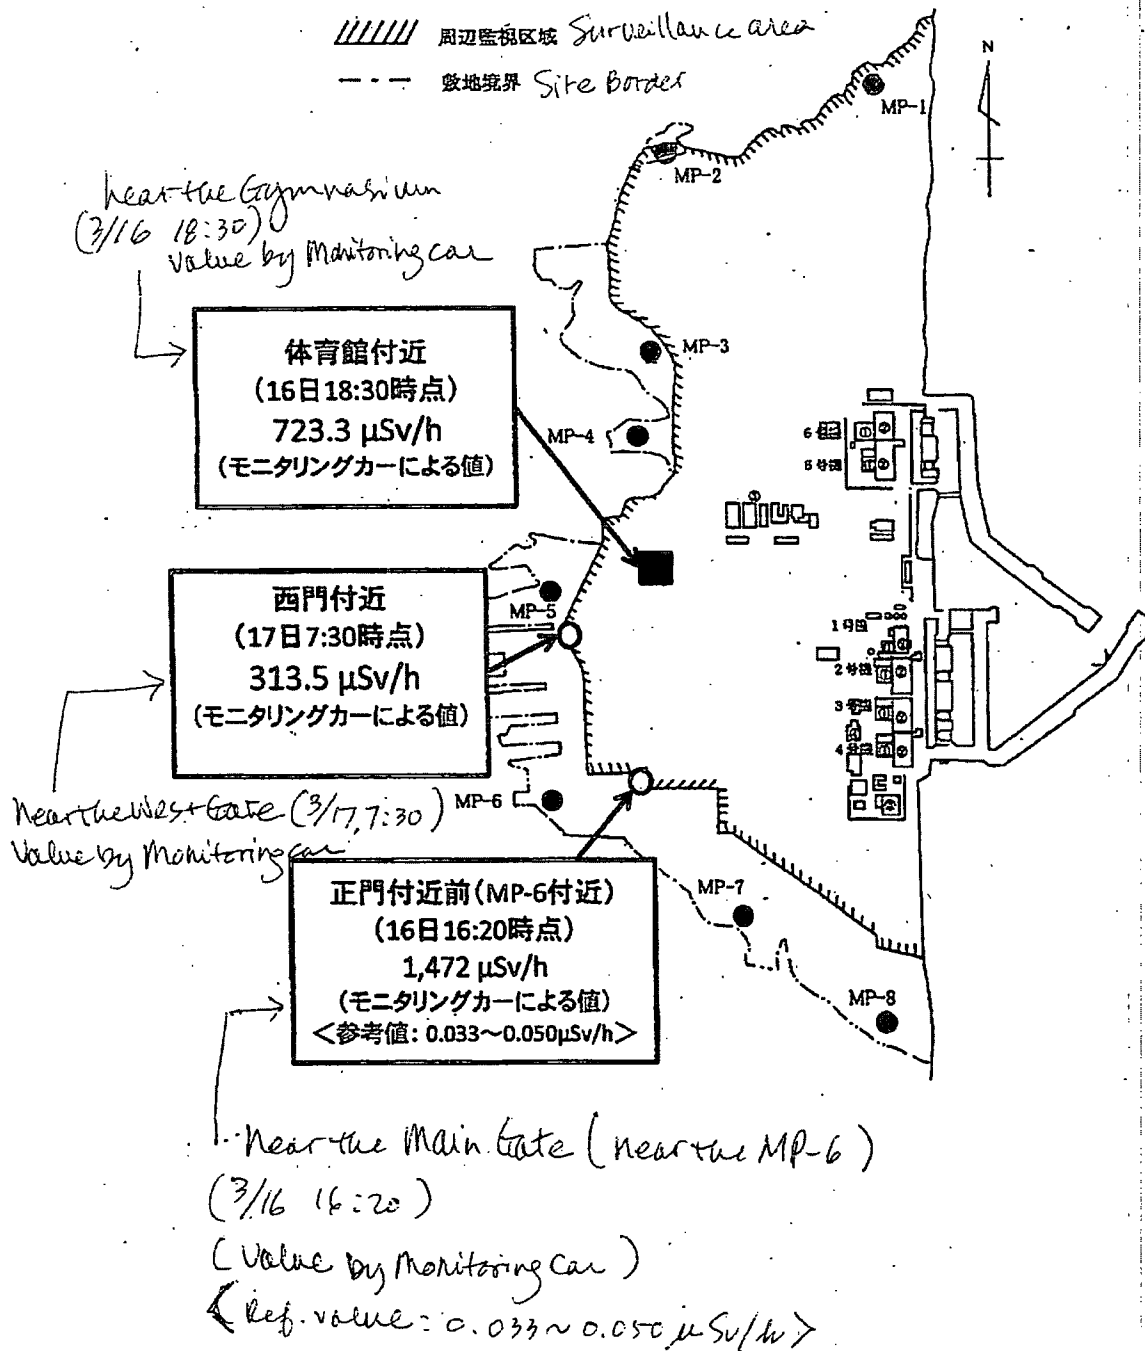 周辺監視区域 Surveillance area
敷地境界 Site Border
N
MP-1
MP-2
near the Gymnasium
(3/16 18:30)
Value by Monitoring car
体育館付近
(16日18:30時点)
723.3 μSv/h
(モニタリングカーによる値)
MP-3
MP-4
6号機
5号機
西門付近
(17日7:30時点)
313.5 μSv/h
(モニタリングカーによる値)
MP-5
1号機
2号機
3号機
4号機
Near the West Gate (3/17, 7:30)
Value by Monitoring car
MP-6
正門付近前(MP-6付近)
(16日16:20時点)
1,472 μSv/h
(モニタリングカーによる値)
<参考値: 0.033～0.050μSv/h>
MP-7
MP-8
Near the Main Gate (near the MP-6)
(3/16 16:20)
(Value by Monitoring Car)
<Ref. value = 0.033~0.050 μSv/hr>